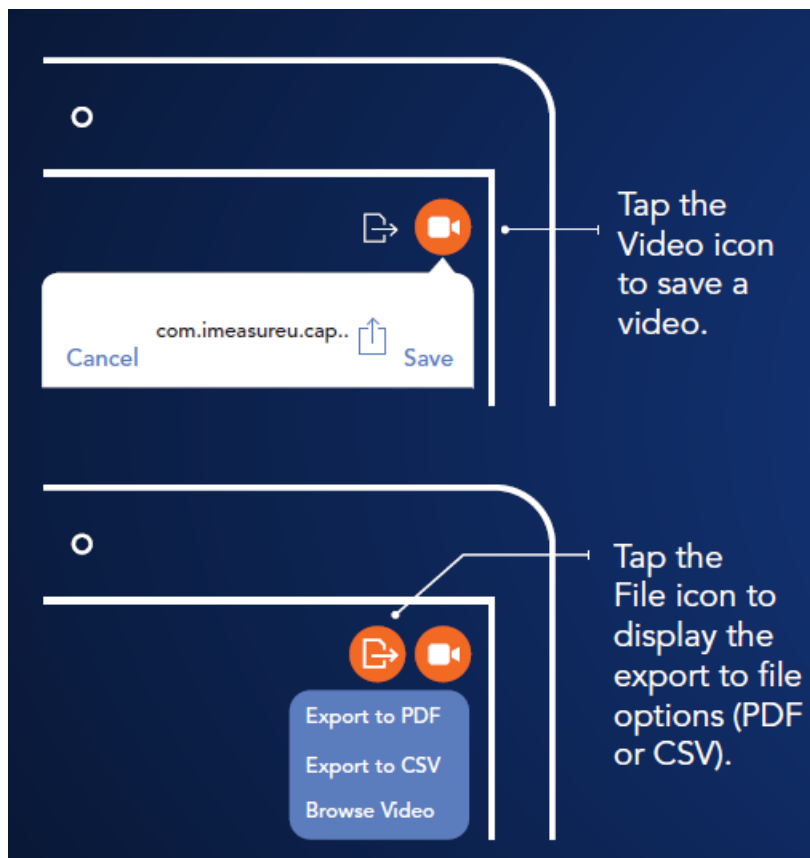 Tap the
Video icon
to save a
video.
com.imeasureu.cap..
Cancel
Save
Tap the
File icon to
display the
export to file
options (PDF
or CSV).
Export to PDF
Export to CSV
Browse Video